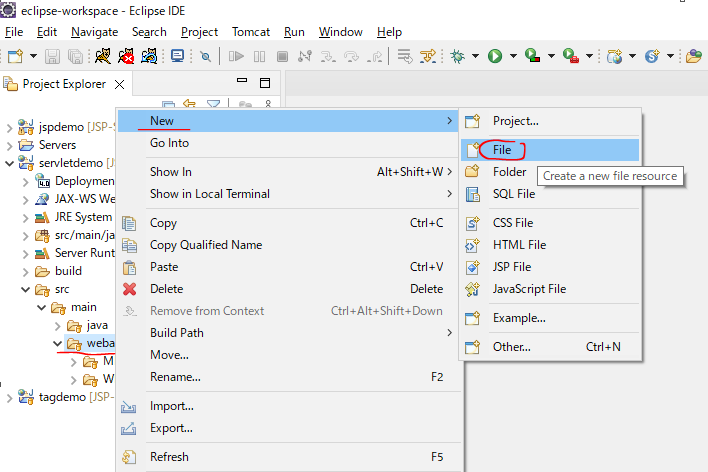 eclipse-workspace - Eclipse IDE
File Edit Navigate Search Project Tomcat Run Window Help
Project Explorer
jspdemo [JSP-S
Servers
servletdemo [JSP-
Deployment
JAX-WS We
JRE System
src/main/ja
Server Runt
build
src
main
java
weba
M
W
tagdemo [JSP-
New
Go Into
Show In Alt+Shift+W
Show in Local Terminal
Copy Ctrl+C
Copy Qualified Name
Paste Ctrl+V
Delete Delete
Remove from Context Ctrl+Alt+Shift+Down
Build Path
Move...
Rename... F2
Import...
Export...
Refresh F5
Project...
File
Folder
Create a new file resource
SQL File
CSS File
HTML File
JSP File
JavaScript File
Example...
Other... Ctrl+N